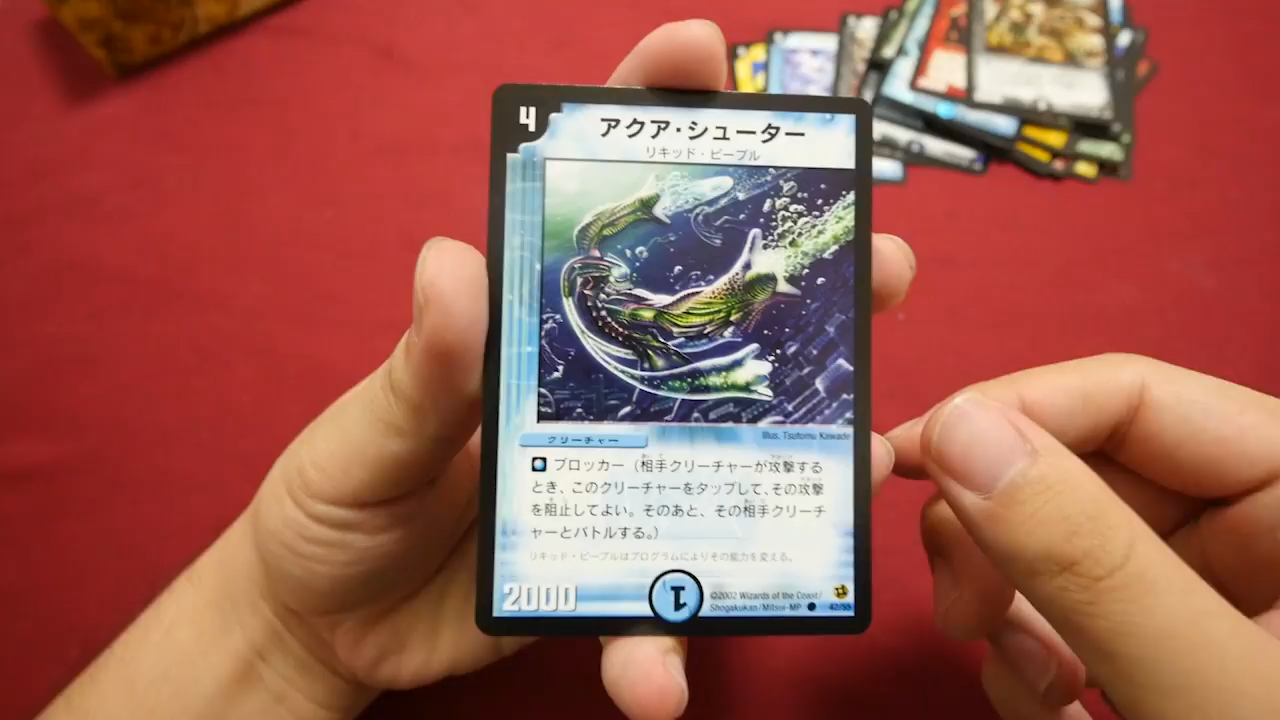 4
アクア・シューター
リキッド・ピープル
Illus. Tsutomu Kawade
クリーチャー
ブロッカー（相手クリーチャーが攻撃する
とき、このクリーチャーをタップして、その攻撃
を阻止してよい。そのあと、その相手クリーチ
ャーとバトルする。）
リキッド・ピープルはプログラムによりその能力を変える。
2000
1
©2002 Wizards of the Coast/
Shogakukan/Mitsui-MP
42/55